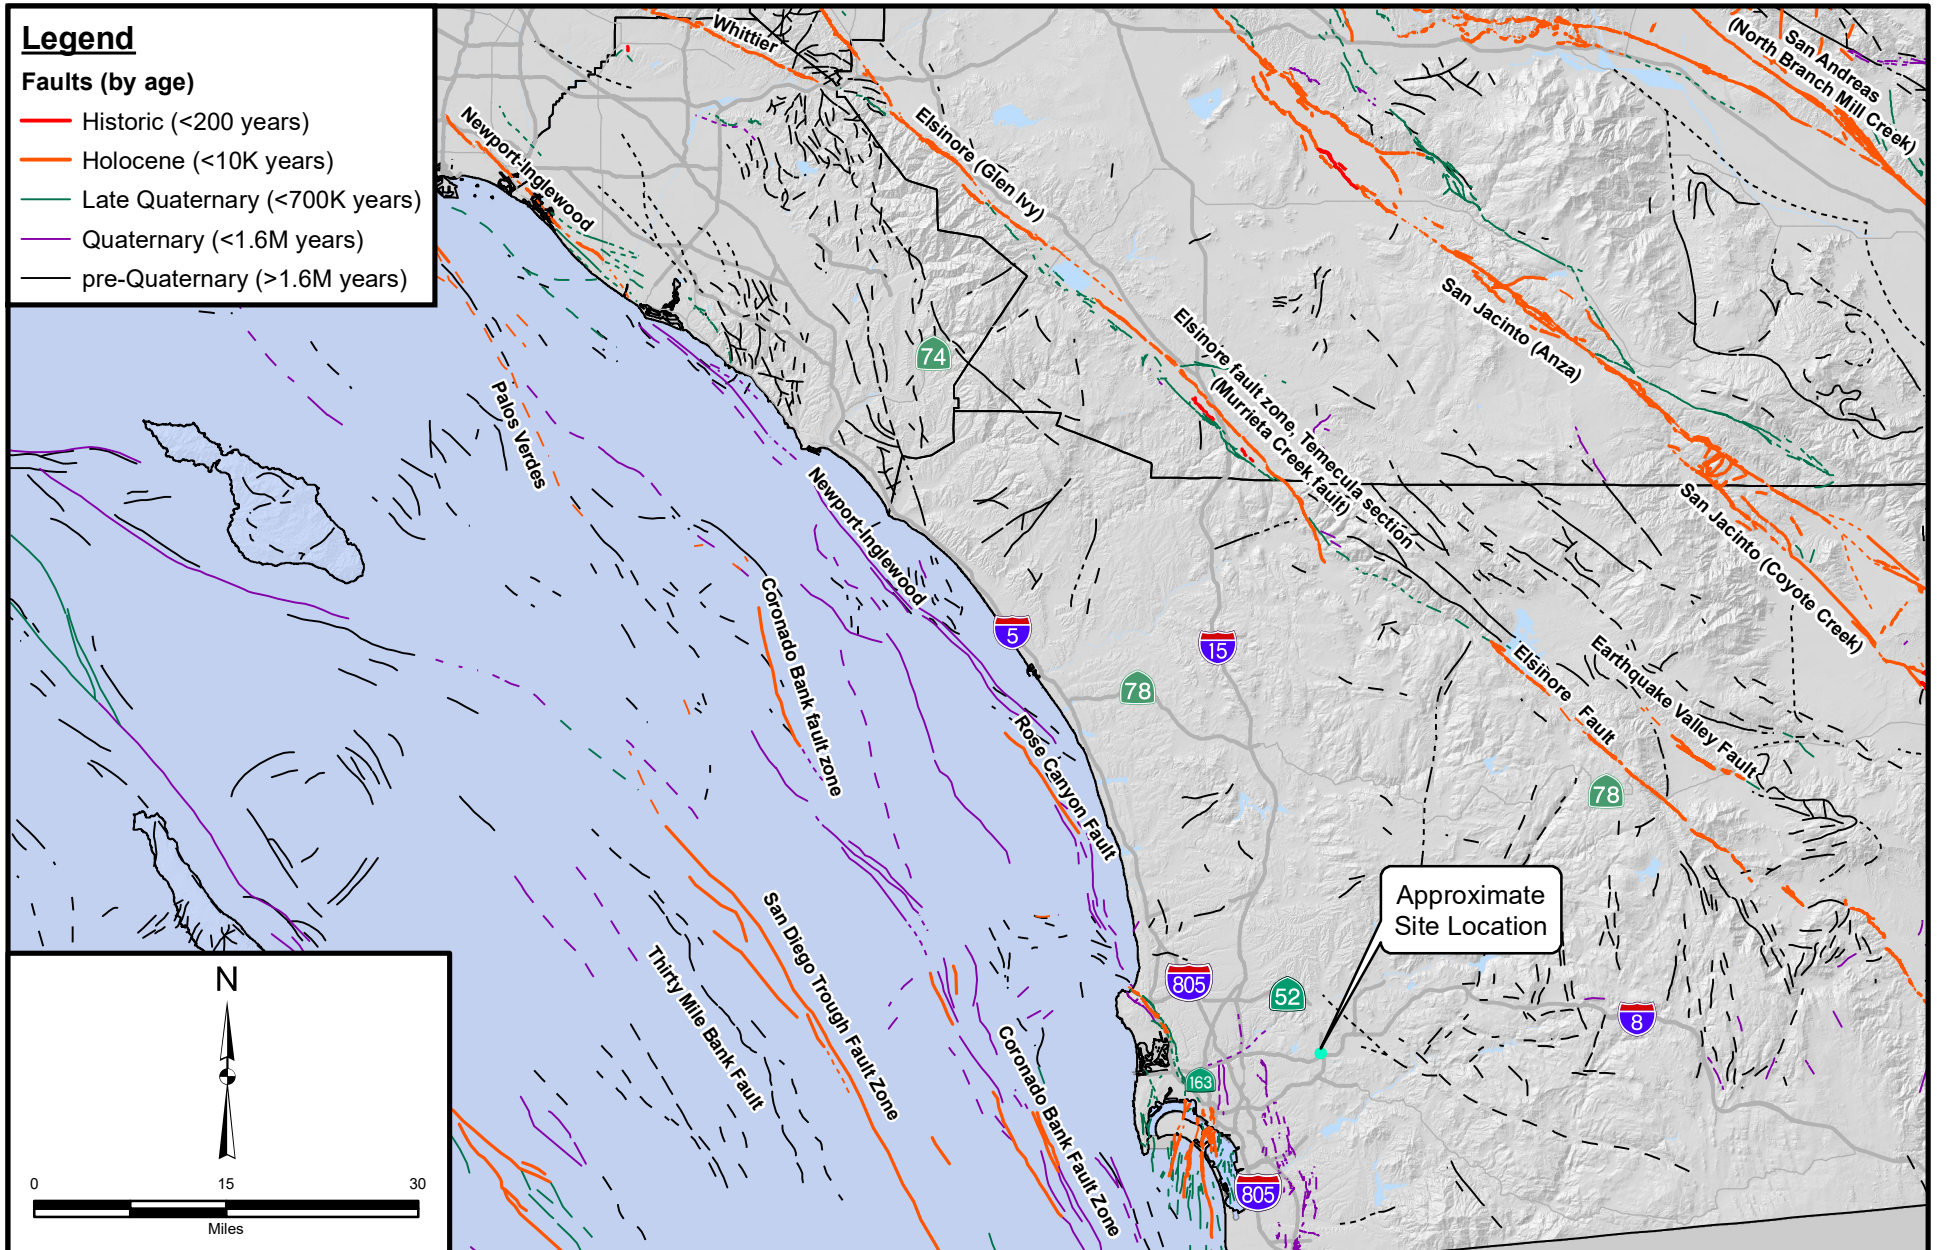 Legend
Faults (by age)
Historic (<200 years)
Holocene (<10K years)
Late Quaternary (<700K years)
Quaternary (<1.6M years)
pre-Quaternary (>1.6M years)
Whittier
San Andreas
(North Branch Mill Creek)
Newport-Inglewood
Elsinore (Glen Ivy)
San Jacinto (Anza)
74
Elsinore fault zone, Temecula section
(Murrieta Creek fault)
Palos Verdes
Newport-Inglewood
San Jacinto (Coyote Creek)
Coronado Bank fault zone
5
15
78
Elsinore Fault
Earthquake Valley Fault
Rose Canyon Fault
78
Approximate
Site Location
San Diego Trough Fault Zone
Thirty Mile Bank Fault
805
52
8
Coronado Bank Fault Zone
163
805
N
0 15 30
Miles